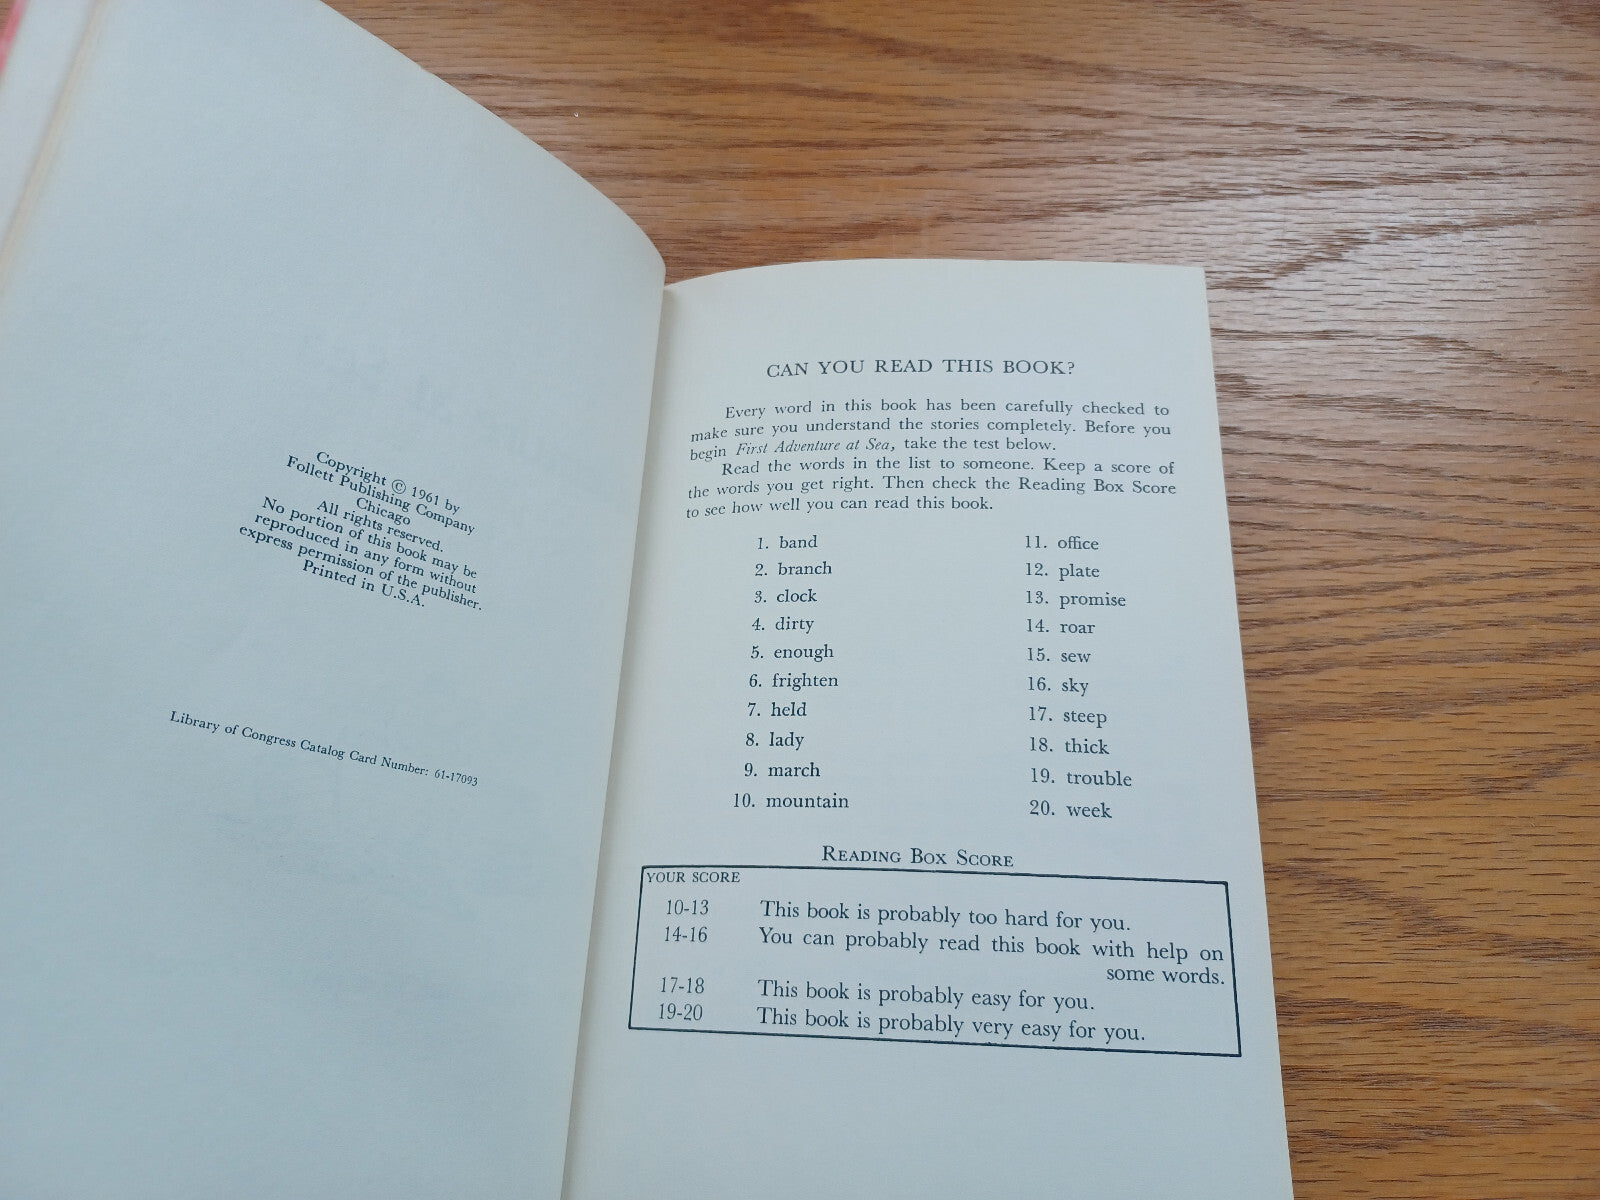 Copyright © 1961 by
Follett Publishing Company
Chicago
All rights reserved.
No portion of this book may be
reproduced in any form without
express permission of the publisher.
Printed in U.S.A.
Library of Congress Catalog Card Number: 61-17093
CAN YOU READ THIS BOOK?
Every word in this book has been carefully checked to
make sure you understand the stories completely. Before you
begin First Adventure at Sea, take the test below.
Read the words in the list to someone. Keep a score of
the words you get right. Then check the Reading Box Score
to see how well you can read this book.
1. band
2. branch
3. clock
4. dirty
5. enough
6. frighten
7. held
8. lady
9. march
10. mountain
11. office
12. plate
13. promise
14. roar
15. sew
16. sky
17. steep
18. thick
19. trouble
20. week
READING BOX SCORE
YOUR SCORE
10-13 This book is probably too hard for you.
14-16 You can probably read this book with help on
some words.
17-18 This book is probably easy for you.
19-20 This book is probably very easy for you.